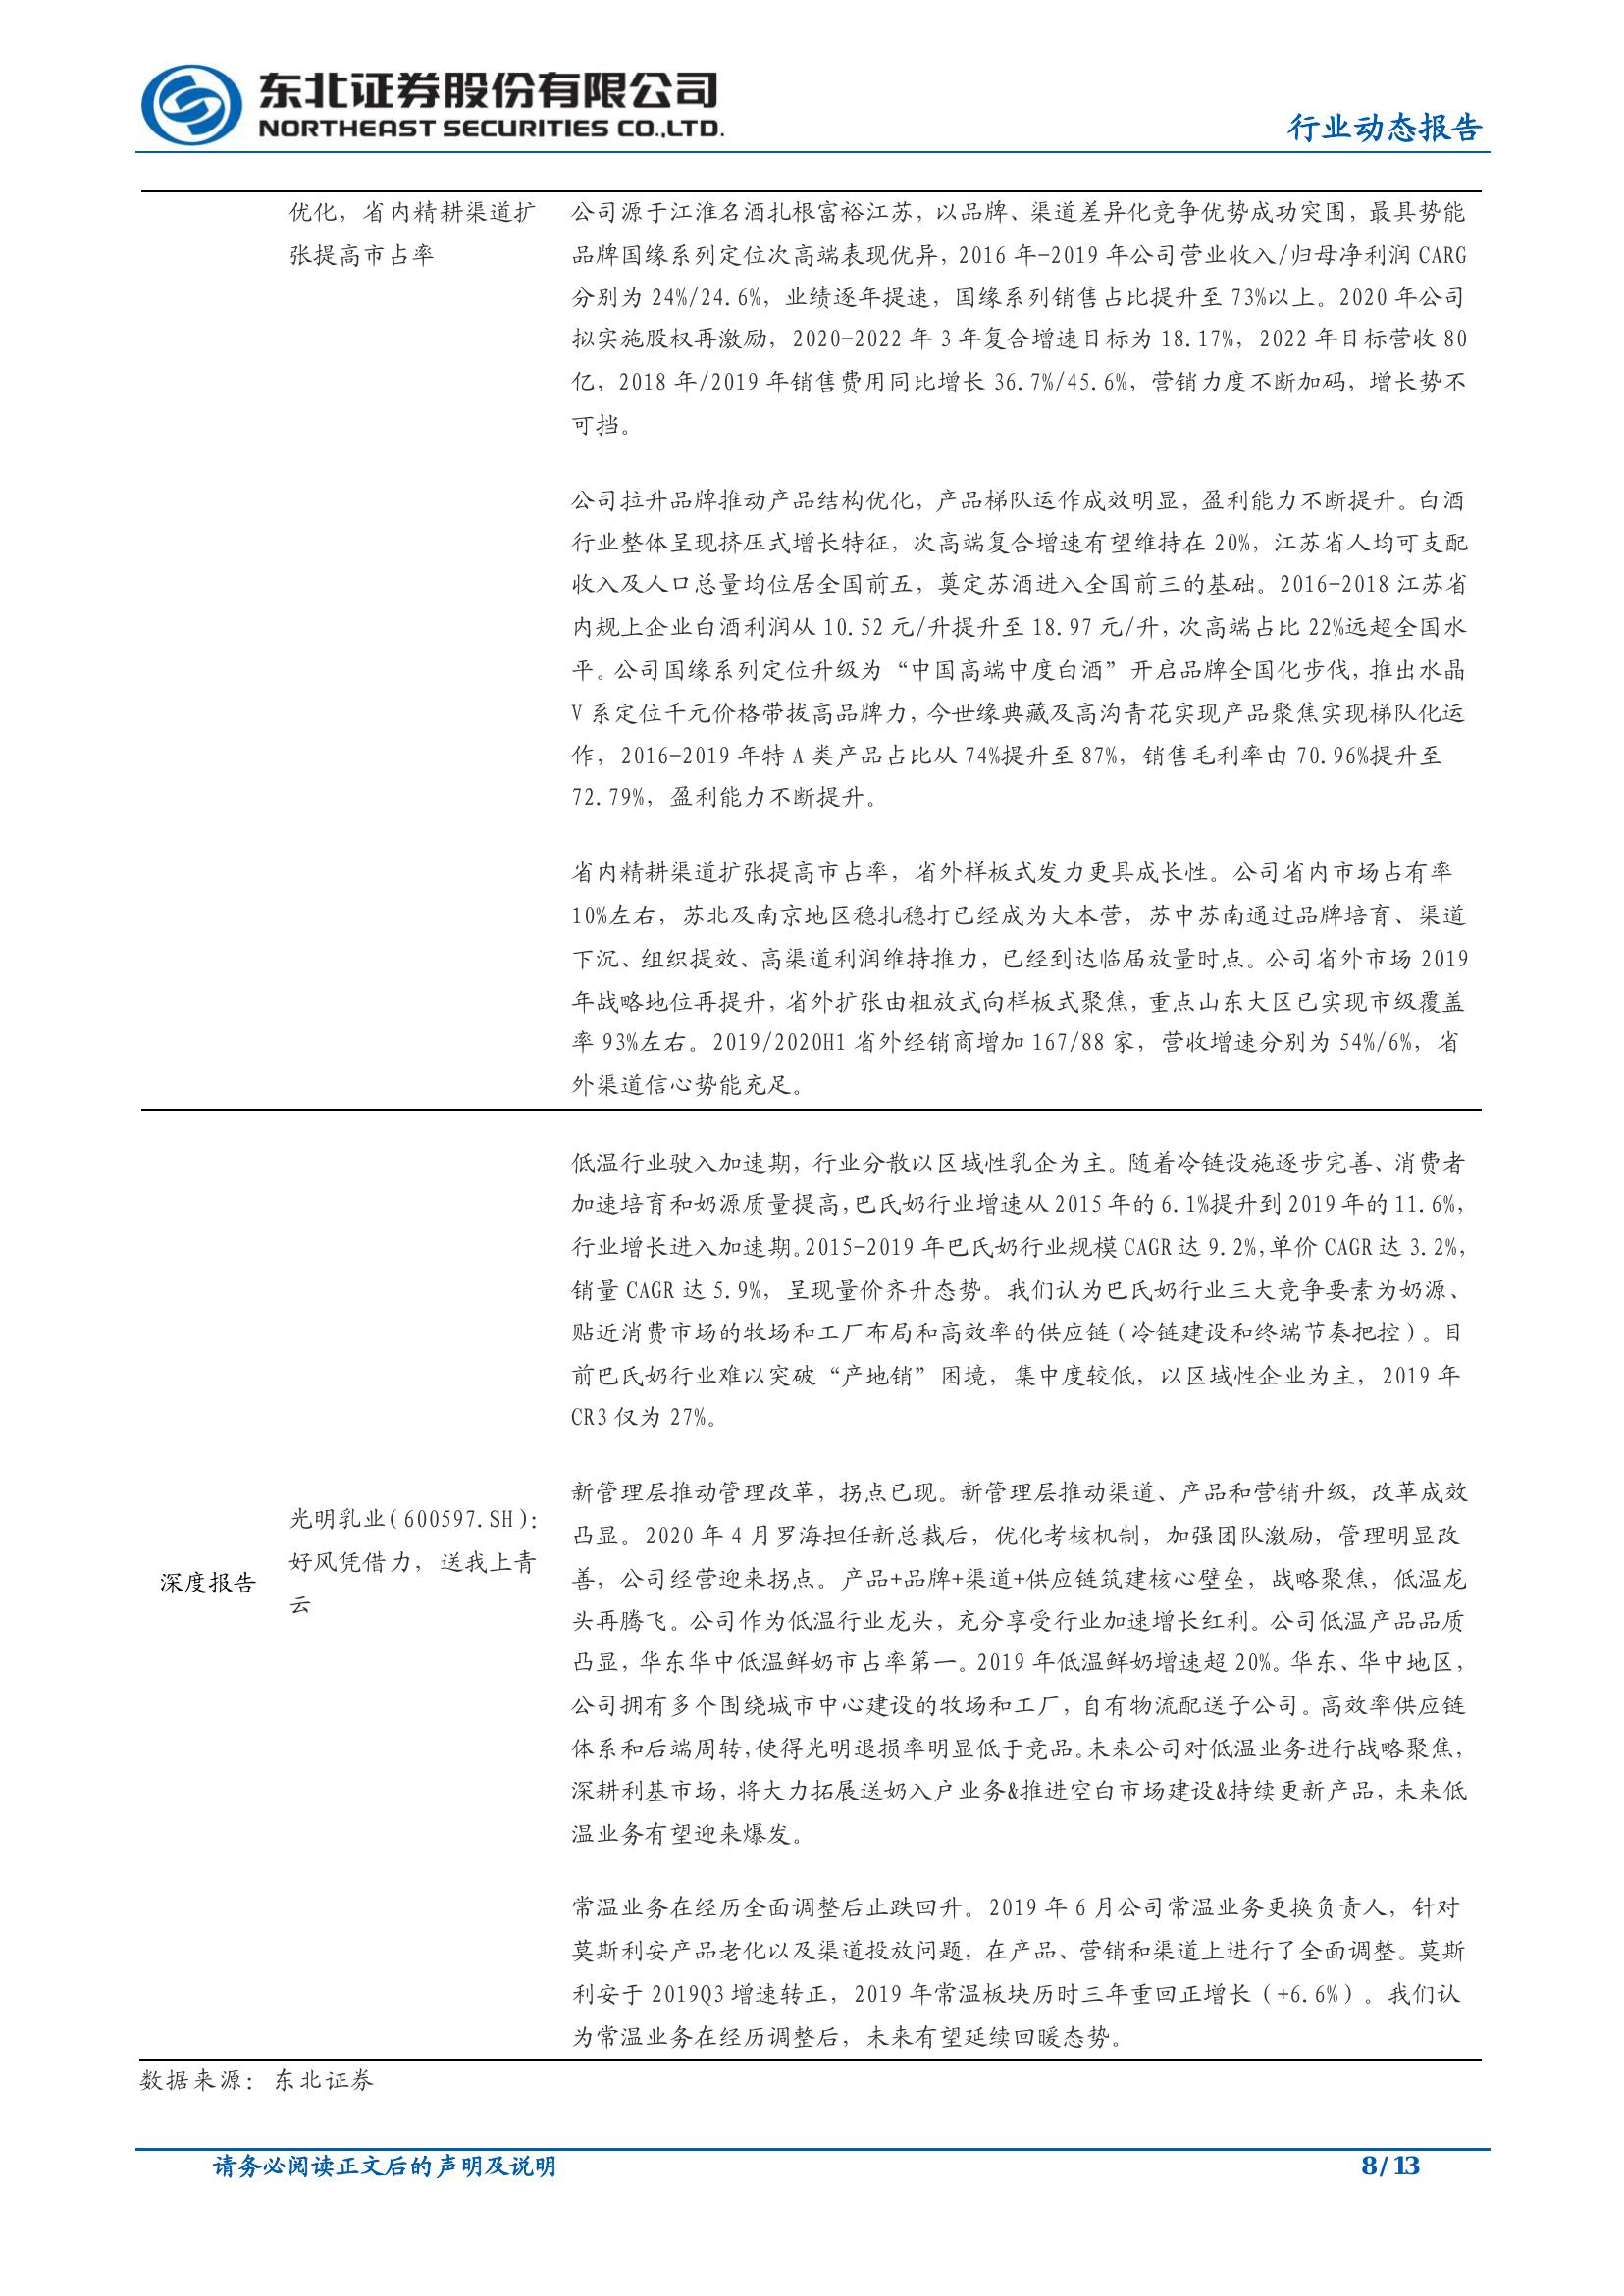 东北证券股份有限公司
NORTHEAST SECURITIES CO.,LTD.
行业动态报告
优化，省内精耕渠道扩
张提高市占率
公司源于江淮名酒扎根富裕江苏，以品牌、渠道差异化竞争优势成功突围，最具势能
品牌国缘系列定位次高端表现优异，2016 年-2019 年公司营业收入/归母净利润 CARG
分别为 24%/24.6%，业绩逐年提速，国缘系列销售占比提升至 73%以上。2020 年公司
拟实施股权再激励，2020-2022 年 3 年复合增速目标为 18.17%，2022 年目标营收 80
亿，2018 年/2019 年销售费用同比增长 36.7%/45.6%，营销力度不断加码，增长势不
可挡。
公司拉升品牌推动产品结构优化，产品梯队运作成效明显，盈利能力不断提升。白酒
行业整体呈现挤压式增长特征，次高端复合增速有望维持在 20%，江苏省人均可支配
收入及人口总量均位居全国前五，奠定苏酒进入全国前三的基础。2016-2018 江苏省
内规上企业白酒利润从 10.52 元/升提升至 18.97 元/升，次高端占比 22%远超全国水
平。公司国缘系列定位升级为“中国高端中度白酒”开启品牌全国化步伐，推出水晶
V 系定位千元价格带拔高品牌力，今世缘典藏及高沟青花实现产品聚焦实现梯队化运
作，2016-2019 年特 A 类产品占比从 74%提升至 87%，销售毛利率由 70.96%提升至
72.79%，盈利能力不断提升。
省内精耕渠道扩张提高市占率，省外样板式发力更具成长性。公司省内市场占有率
10%左右，苏北及南京地区稳扎稳打已经成为大本营，苏中苏南通过品牌培育、渠道
下沉、组织提效、高渠道利润维持推力，已经到达临届放量时点。公司省外市场 2019
年战略地位再提升，省外扩张由粗放式向样板式聚焦，重点山东大区已实现市级覆盖
率 93%左右。2019/2020H1 省外经销商增加 167/88 家，营收增速分别为 54%/6%，省
外渠道信心势能充足。
深度报告
光明乳业(600597.SH)：
好风凭借力，送我上青
云
低温行业驶入加速期，行业分散以区域性乳企为主。随着冷链设施逐步完善、消费者
加速培育和奶源质量提高，巴氏奶行业增速从 2015 年的 6.1%提升到 2019 年的 11.6%，
行业增长进入加速期。2015-2019 年巴氏奶行业规模 CAGR 达 9.2%，单价 CAGR 达 3.2%，
销量 CAGR 达 5.9%，呈现量价齐升态势。我们认为巴氏奶行业三大竞争要素为奶源、
贴近消费市场的牧场和工厂布局和高效率的供应链（冷链建设和终端节奏把控）。目
前巴氏奶行业难以突破“产地销”困境，集中度较低，以区域性企业为主，2019 年
CR3 仅为 27%。
新管理层推动管理改革，拐点已现。新管理层推动渠道、产品和营销升级，改革成效
凸显。2020 年 4 月罗海担任新总裁后，优化考核机制，加强团队激励，管理明显改
善，公司经营迎来拐点。产品+品牌+渠道+供应链筑建核心壁垒，战略聚焦，低温龙
头再腾飞。公司作为低温行业龙头，充分享受行业加速增长红利。公司低温产品品质
凸显，华东华中低温鲜奶市占率第一。2019 年低温鲜奶增速超 20%。华东、华中地区，
公司拥有多个围绕城市中心建设的牧场和工厂，自有物流配送子公司。高效率供应链
体系和后端周转，使得光明退损率明显低于竞品。未来公司对低温业务进行战略聚焦，
深耕利基市场，将大力拓展送奶入户业务&推进空白市场建设&持续更新产品，未来低
温业务有望迎来爆发。
常温业务在经历全面调整后止跌回升。2019 年 6 月公司常温业务更换负责人，针对
莫斯利安产品老化以及渠道投放问题，在产品、营销和渠道上进行了全面调整。莫斯
利安于 2019Q3 增速转正，2019 年常温板块历时三年重回正增长（+6.6%）。我们认
为常温业务在经历调整后，未来有望延续回暖态势。
数据来源：东北证券
请务必阅读正文后的声明及说明
8 / 13